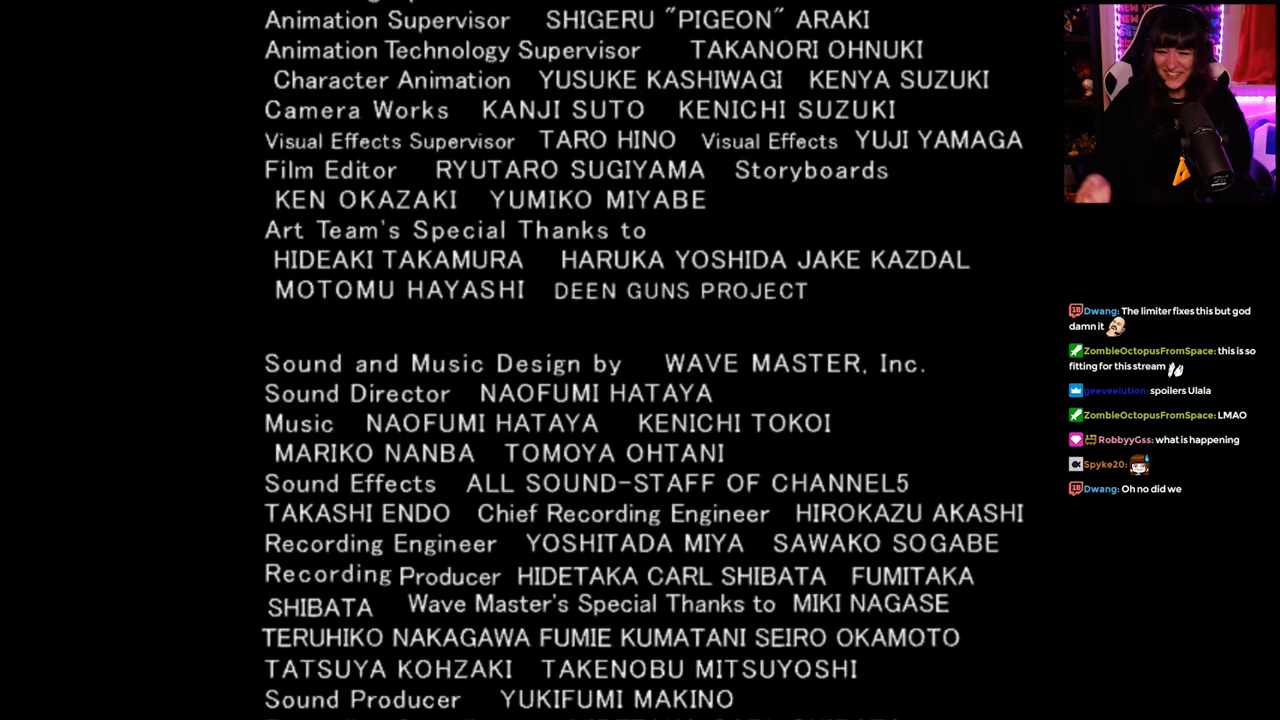 Animation Supervisor SHIGERU "PIGEON" ARAKI
Animation Technology Supervisor TAKANORI OHNUKI
Character Animation YUSUKE KASHIWAGI KENYA SUZUKI
Camera Works KANJI SUTO KENICHI SUZUKI
Visual Effects Supervisor TARO HINO Visual Effects YUJI YAMAGA
Film Editor RYUTARO SUGIYAMA Storyboards
KEN OKAZAKI YUMIKO MIYABE
Art Team's Special Thanks to
HIDEAKI TAKAMURA HARUKA YOSHIDA JAKE KAZDAL
MOTOMU HAYASHI DEEN GUNS PROJECT
Sound and Music Design by WAVE MASTER, Inc.
Sound Director NAOFUMI HATAYA
Music NAOFUMI HATAYA KENICHI TOKOI
MARIKO NANBA TOMOYA OHTANI
Sound Effects ALL SOUND-STAFF OF CHANNEL5
TAKASHI ENDO Chief Recording Engineer HIROKAZU AKASHI
Recording Engineer YOSHITADA MIYA SAWAKO SOGABE
Recording Producer HIDETAKA CARL SHIBATA FUMITAKA
SHIBATA Wave Master's Special Thanks to MIKI NAGASE
TERUHIKO NAKAGAWA FUMIE KUMATANI SEIRO OKAMOTO
TATSUYA KOHZAKI TAKENOBU MITSUYOSHI
Sound Producer YUKIFUMI MAKINO
Dwang: The limiter fixes this but god
damn it
ZombieOctopusFromSpace: this is so
fitting for this stream
geeveelution: spoilers Ulala
ZombieOctopusFromSpace: LMAO
RobbyyGss: what is happening
Spyke20:
Dwang: Oh no did we